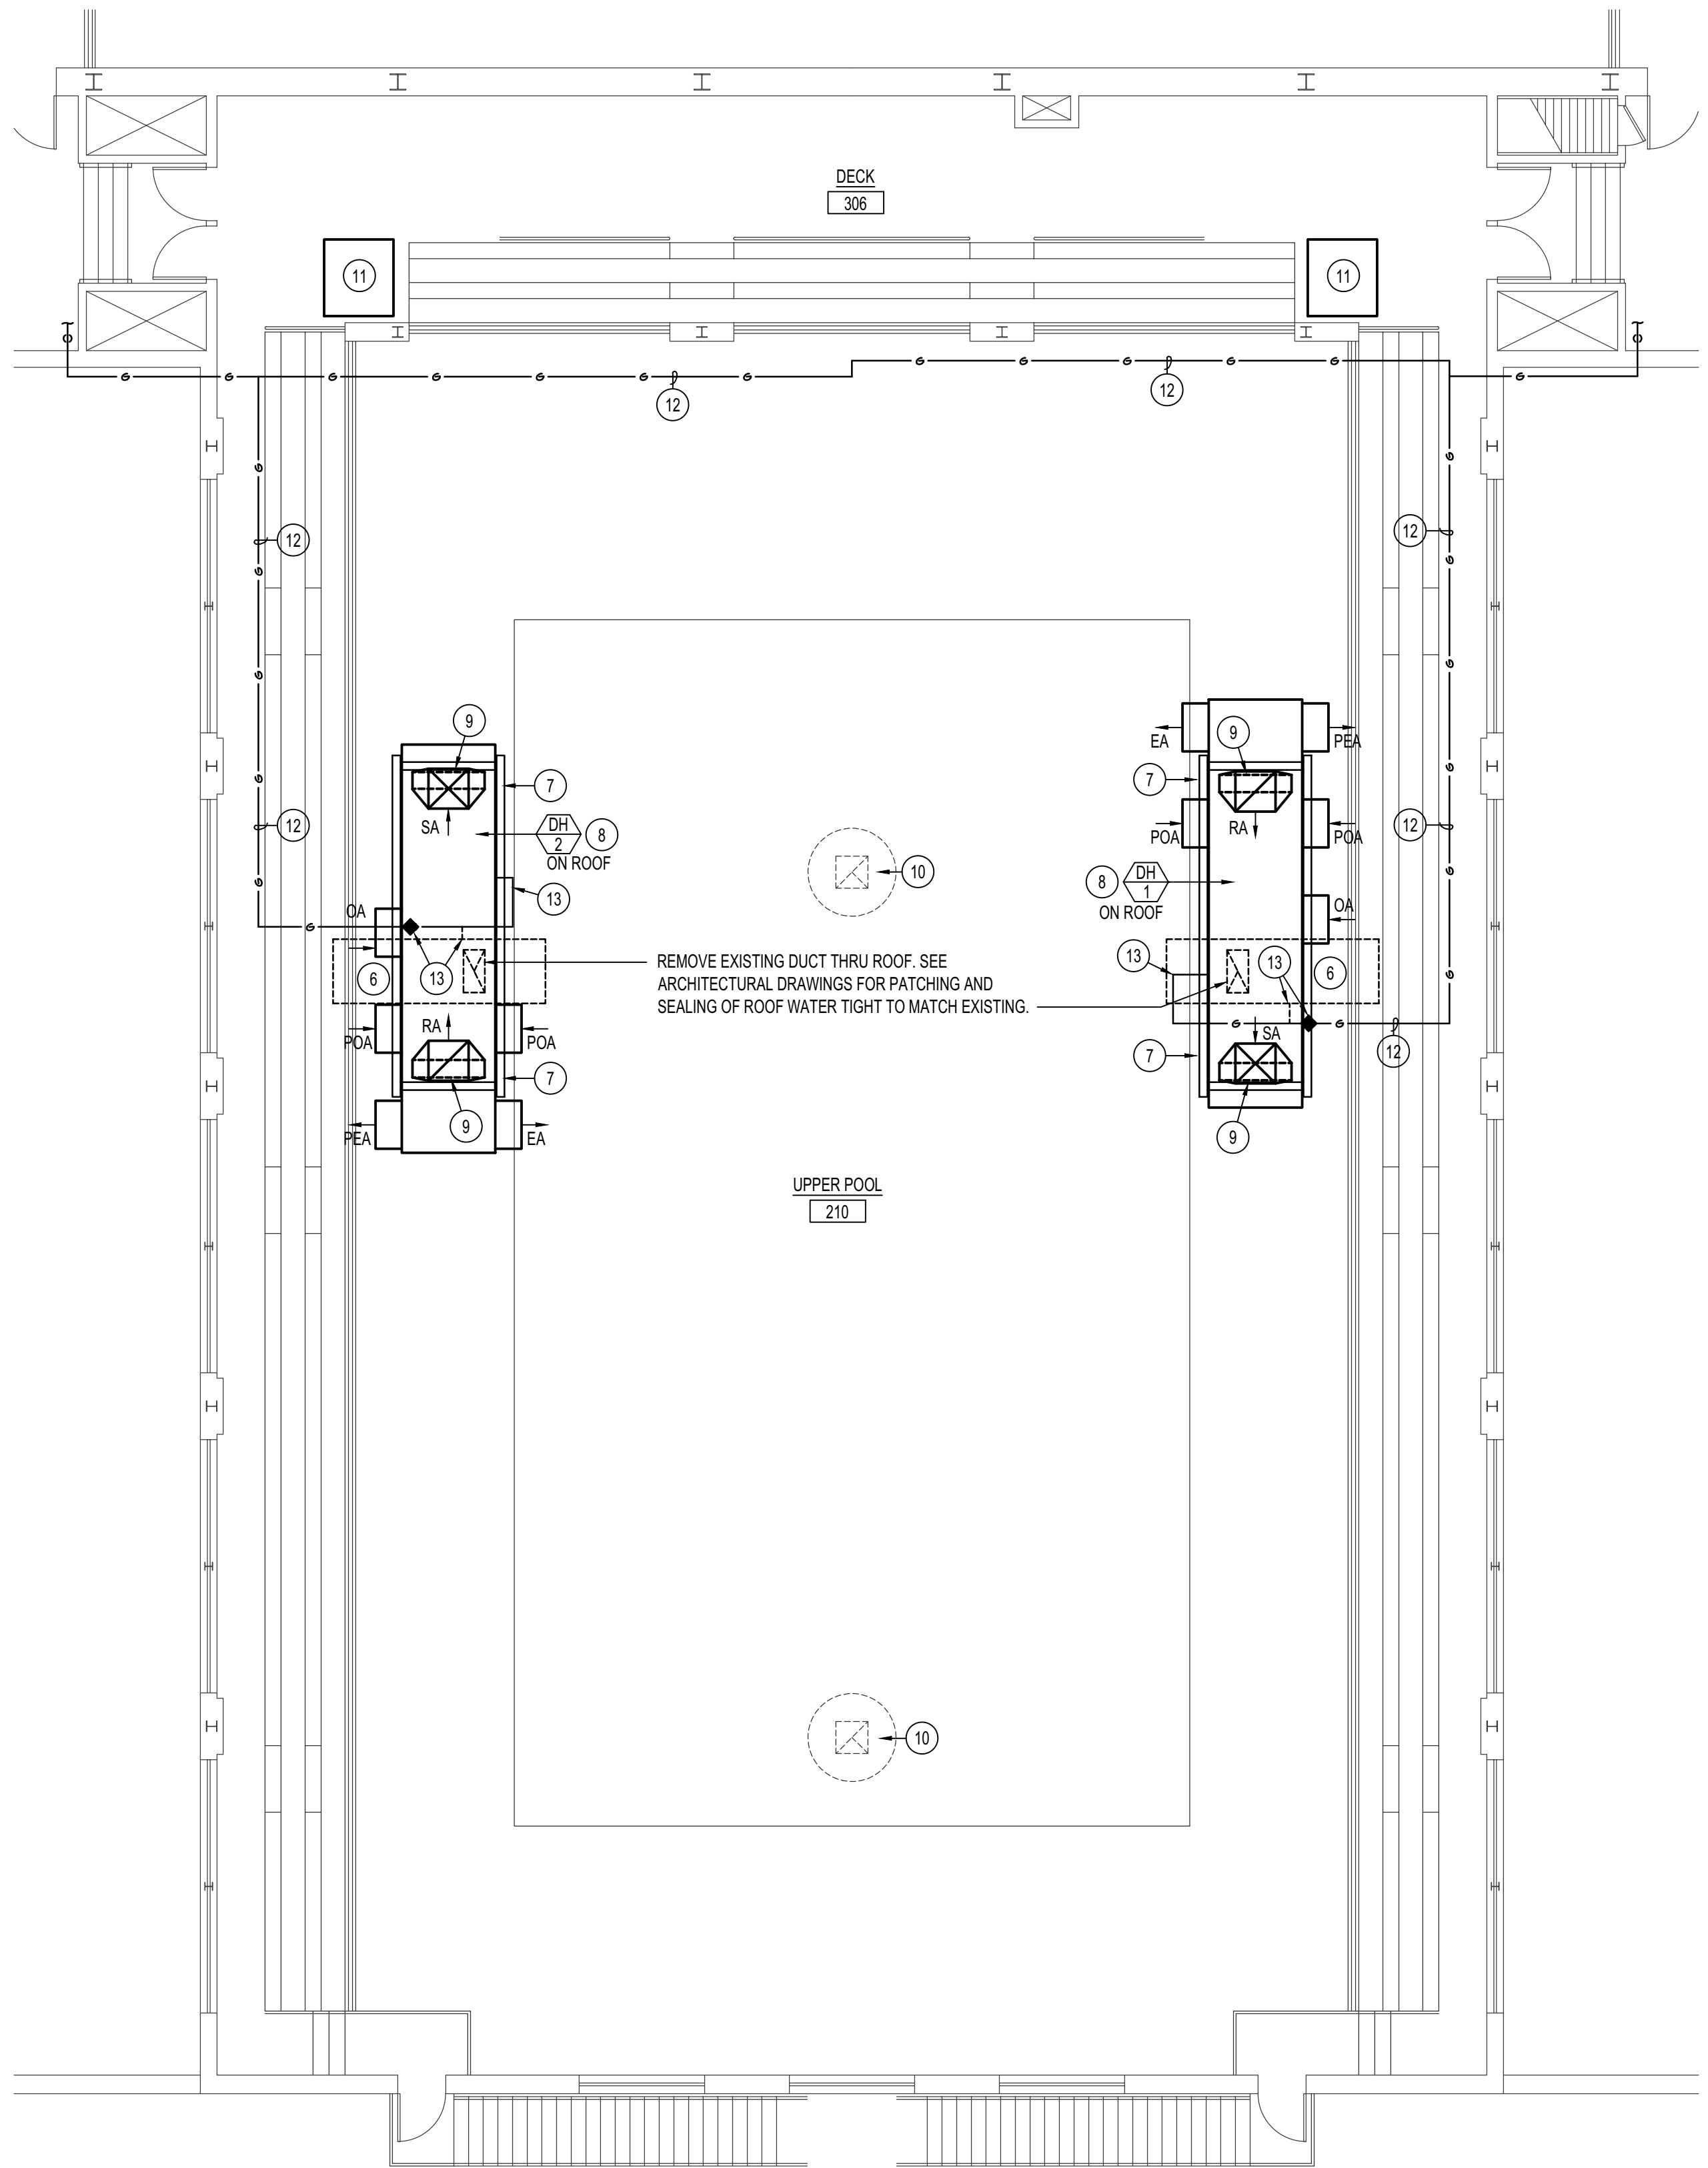 DECK
306
11
11
12
12
G G G G G G G
G G G G G G
12
12
G G G G
G G G G G G
9
9
EA
PEA
7
7
SA
RA
POA
POA
12
12
DH
2
8
ON ROOF
10
8
DH
1
ON ROOF
13
OA
OA
G
6
13
REMOVE EXISTING DUCT THRU ROOF. SEE
ARCHITECTURAL DRAWINGS FOR PATCHING AND
SEALING OF ROOF WATER TIGHT TO MATCH EXISTING.
13
13
6
RA
POA
POA
G
G
SA
7
7
12
9
9
PEA
EA
UPPER POOL
210
10